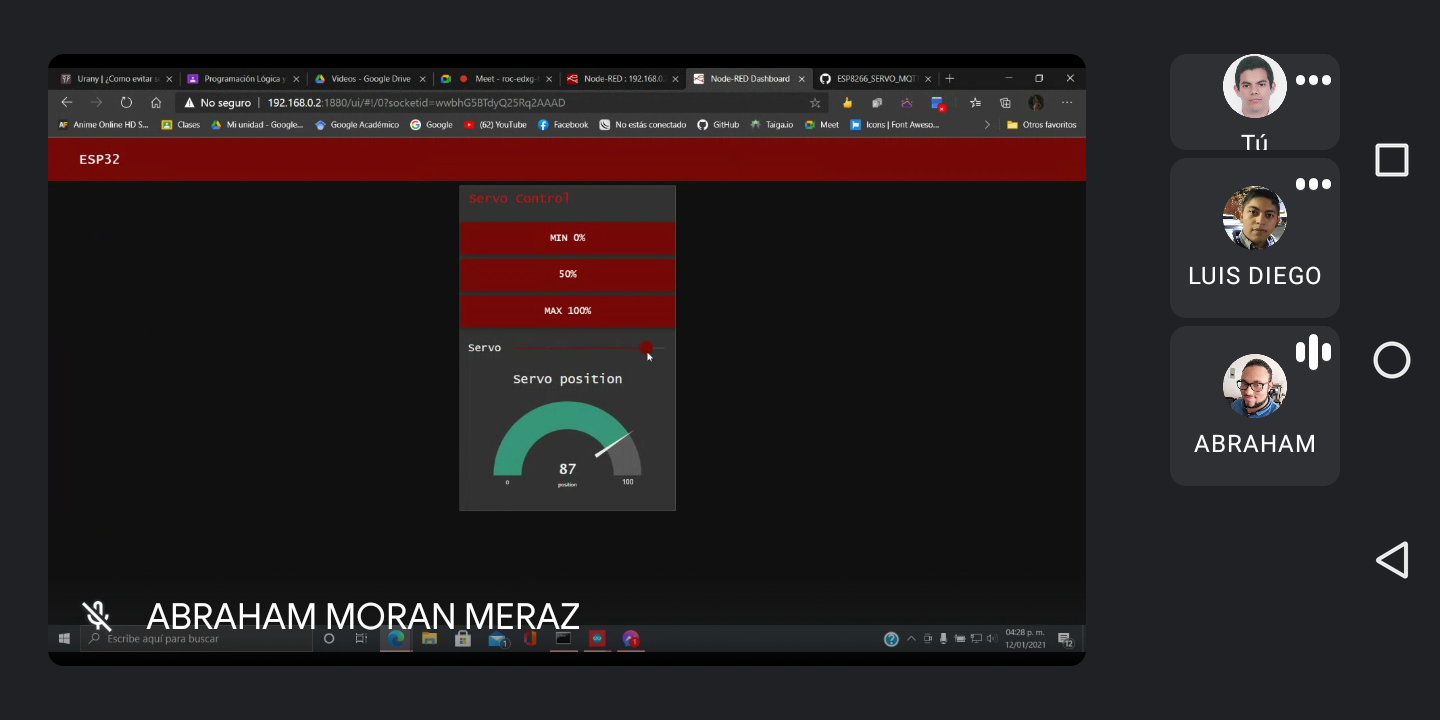 Urany | ¿Como evitar s
Programación Lógica y
Videos - Google Drive
Meet - roc-edxg-
Node-RED : 192.168.0.
Node-RED Dashboard
ESP8266_SERVO_MQT
No seguro | 192.168.0.2:1880/ui/#!/0?socketid=wwbhG5BTdyQ25Rq2AAAD
Anime Online HD S...
Clases
Mi unidad - Google...
Google Académico
Google
(62) YouTube
Facebook
No estás conectado
GitHub
Taiga.io
Meet
Icons | Font Aweso...
Otros favoritos
ESP32
Servo Control
MIN 0%
50%
MAX 100%
Servo
Servo position
87
position
0
100
ABRAHAM MORAN MERAZ
Escribe aquí para buscar
04:28 p. m.
12/01/2021
12
Tú
LUIS DIEGO
ABRAHAM